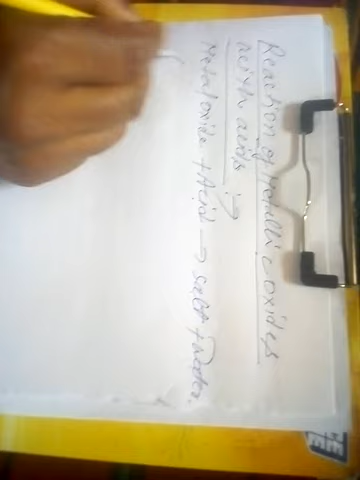 Reaction of Metallic oxides
with acids :->
Metal oxide + Acid -> salt + water.